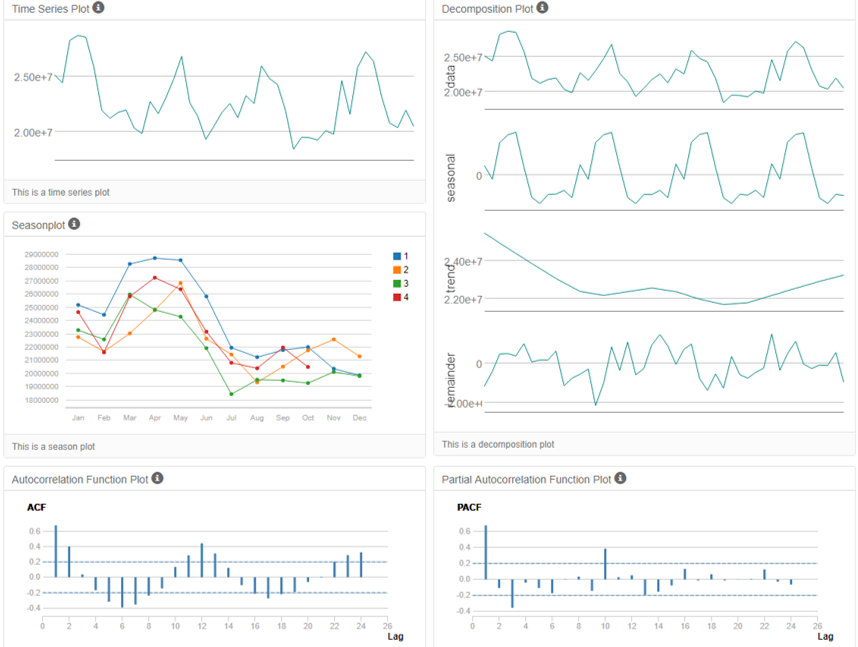 Time Series Plot
2.50e+7
2.00e+7
This is a time series plot
Seasonplot
29000000
28000000
27000000
26000000
25000000
24000000
23000000
22000000
21000000
20000000
19000000
18000000
Jan Feb Mar Apr May Jun Jul Aug Sep Oct Nov Dec
1
2
3
4
This is a season plot
Autocorrelation Function Plot
ACF
0.6
0.4
0.2
0.0
-0.2
-0.4
0 2 4 6 8 10 12 14 16 18 20 22 24 26
Lag
Decomposition Plot
data
2.50e+7
2.00e+7
seasonal
0
trend
2.40e+7
2.20e+7
remainder
0
This is a decomposition plot
Partial Autocorrelation Function Plot
PACF
0.6
0.4
0.2
0.0
-0.2
-0.4
0 2 4 6 8 10 12 14 16 18 20 22 24 26
Lag